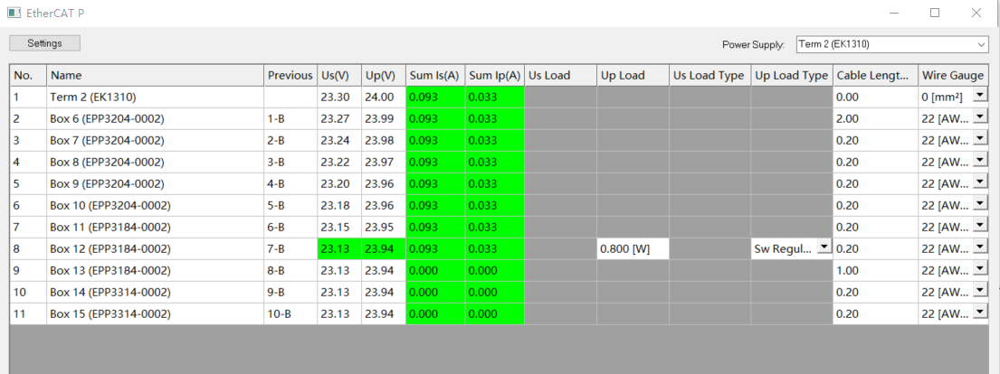 EtherCAT P
Settings Power Supply: Term 2 (EK1310)
No. Name Previous Us(V) Up(V) Sum Is(A) Sum Ip(A) Us Load Up Load Us Load Type Up Load Type Cable Lengt... Wire Gauge
1 Term 2 (EK1310) 23.30 24.00 0.093 0.033 0.00 0 [mm²]
2 Box 6 (EPP3204-0002) 1-B 23.27 23.99 0.093 0.033 2.00 22 [AW...
3 Box 7 (EPP3204-0002) 2-B 23.24 23.98 0.093 0.033 0.20 22 [AW...
4 Box 8 (EPP3204-0002) 3-B 23.22 23.97 0.093 0.033 0.20 22 [AW...
5 Box 9 (EPP3204-0002) 4-B 23.20 23.96 0.093 0.033 0.20 22 [AW...
6 Box 10 (EPP3204-0002) 5-B 23.18 23.96 0.093 0.033 0.20 22 [AW...
7 Box 11 (EPP3184-0002) 6-B 23.15 23.95 0.093 0.033 0.20 22 [AW...
8 Box 12 (EPP3184-0002) 7-B 23.13 23.94 0.093 0.033 0.800 [W] Sw Regul... 0.20 22 [AW...
9 Box 13 (EPP3184-0002) 8-B 23.13 23.94 0.000 0.000 1.00 22 [AW...
10 Box 14 (EPP3314-0002) 9-B 23.13 23.94 0.000 0.000 0.20 22 [AW...
11 Box 15 (EPP3314-0002) 10-B 23.13 23.94 0.000 0.000 0.20 22 [AW...